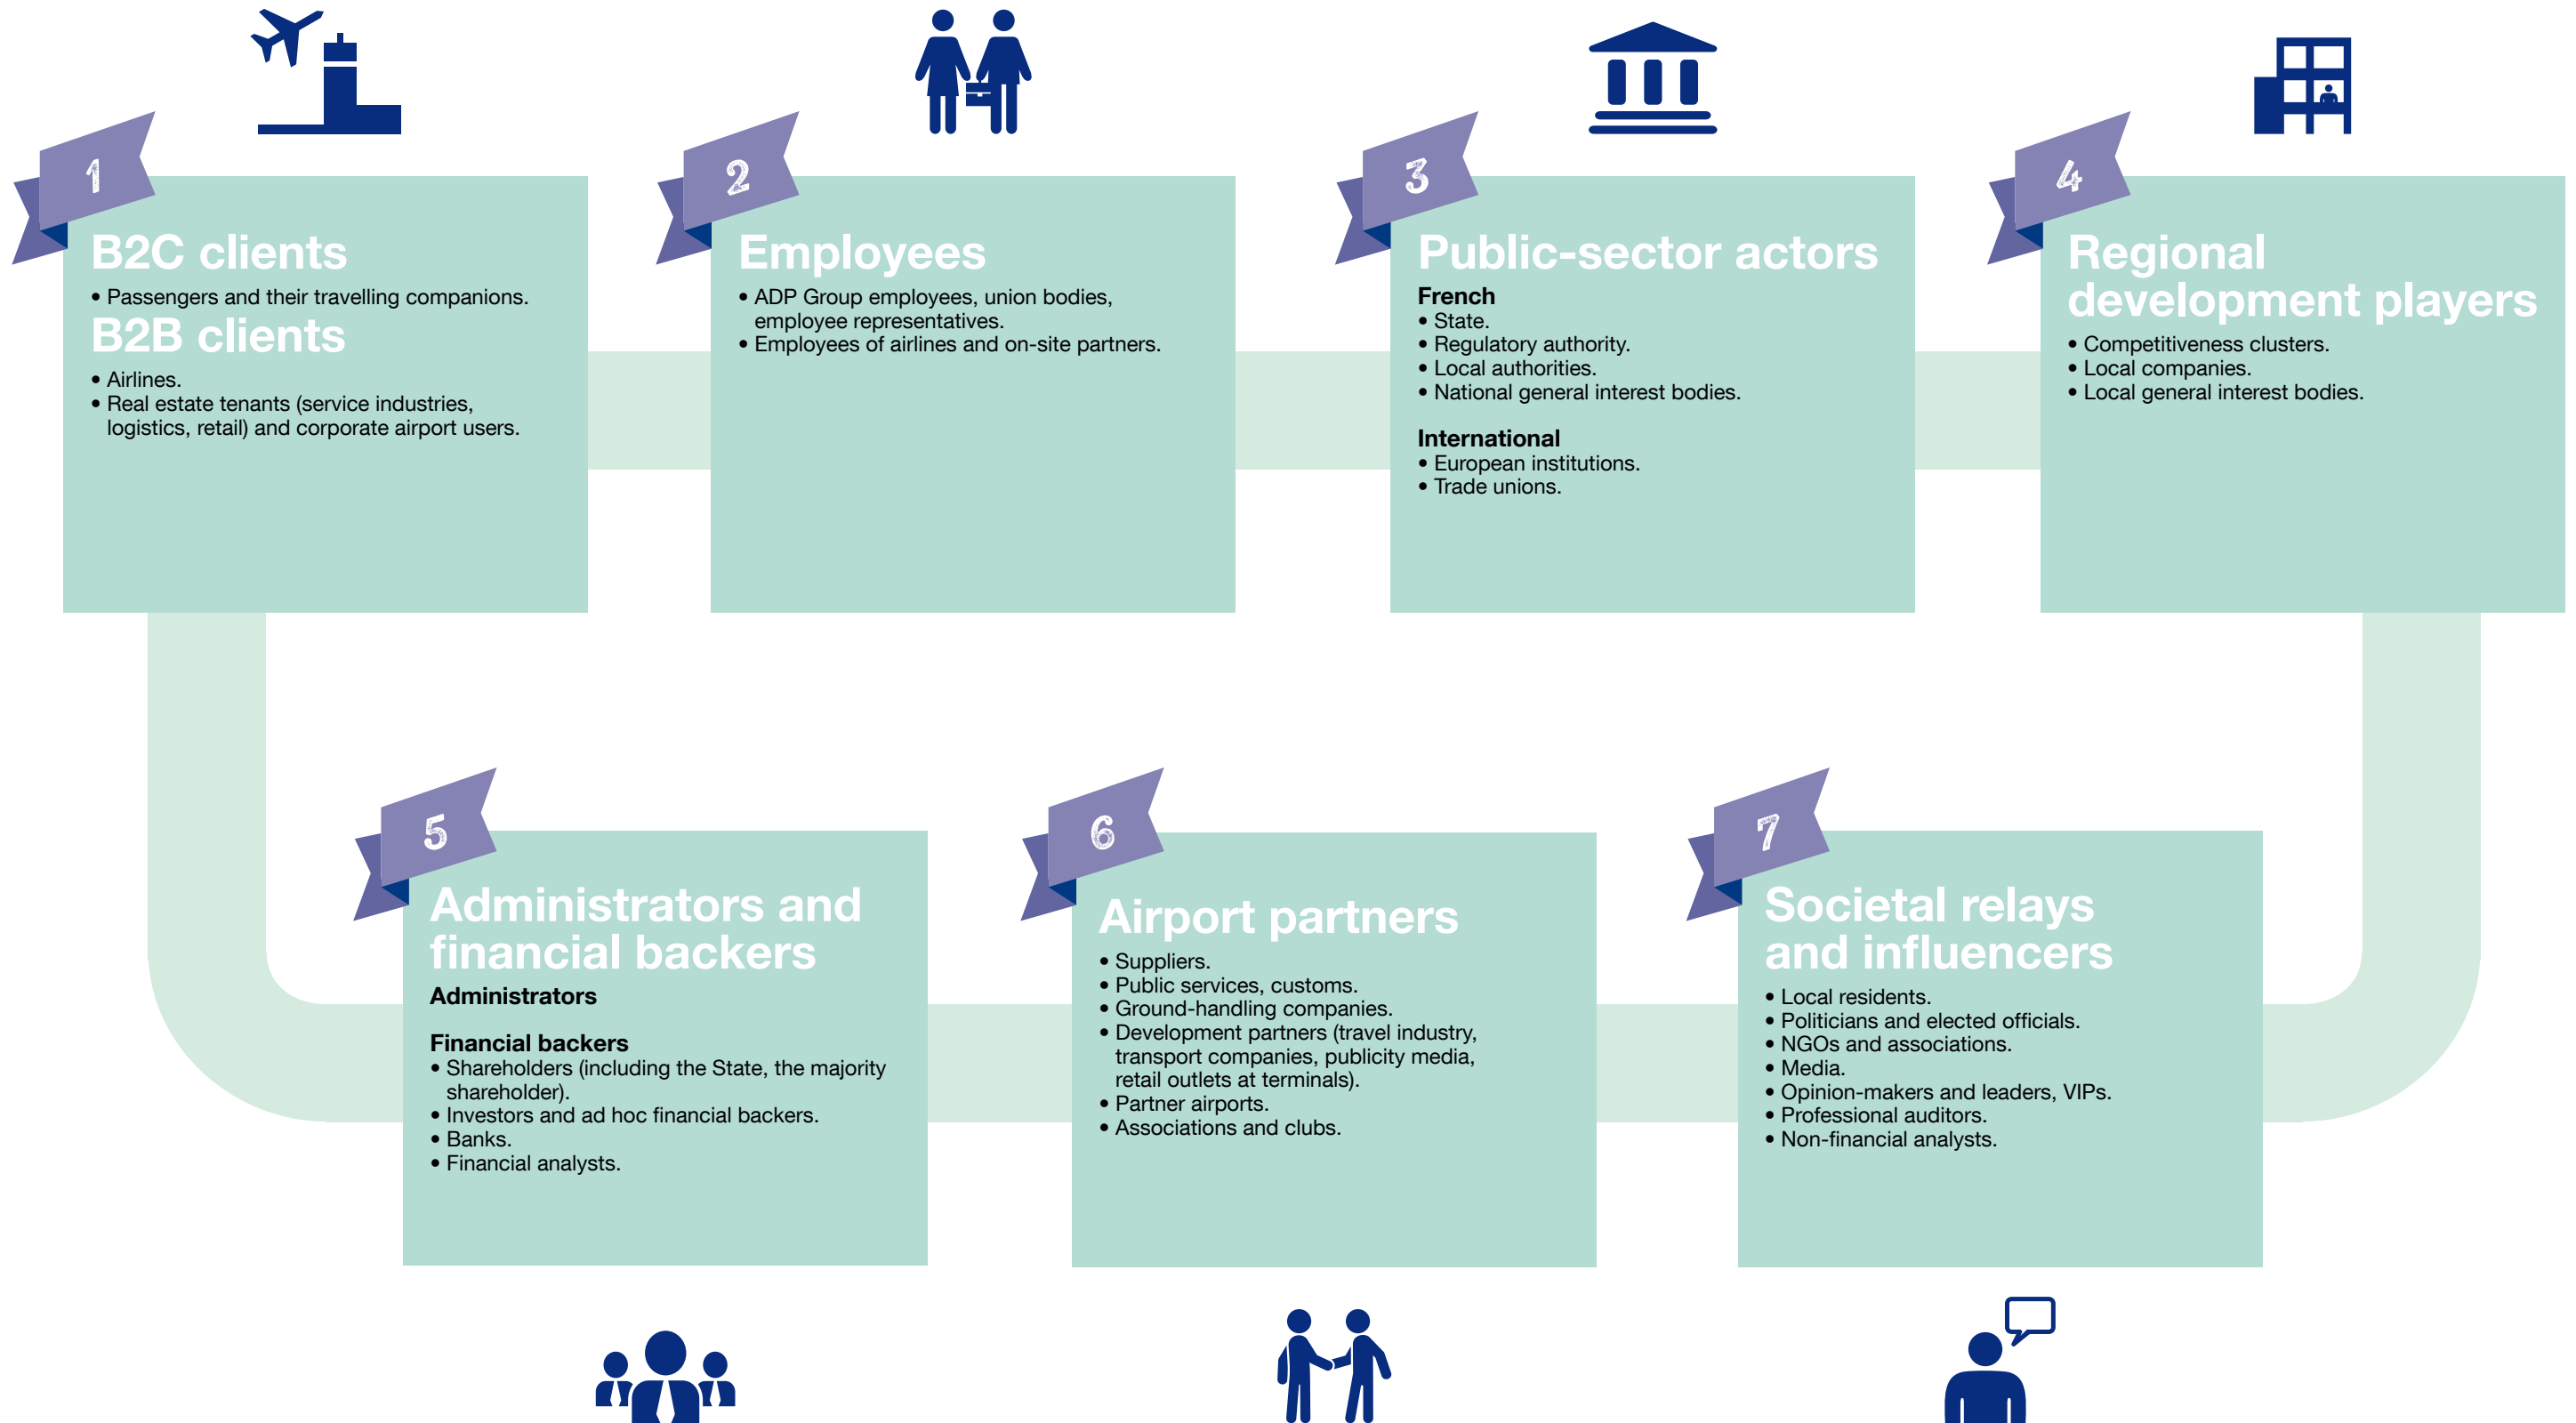 1
B2C clients
• Passengers and their travelling companions.
B2B clients
• Airlines.
• Real estate tenants (service industries,
logistics, retail) and corporate airport users.
2
Employees
• ADP Group employees, union bodies,
employee representatives.
• Employees of airlines and on-site partners.
3
Public-sector actors
French
• State.
• Regulatory authority.
• Local authorities.
• National general interest bodies.
International
• European institutions.
• Trade unions.
4
Regional
development players
• Competitiveness clusters.
• Local companies.
• Local general interest bodies.
5
Administrators and
financial backers
Administrators
Financial backers
• Shareholders (including the State, the majority
shareholder).
• Investors and ad hoc financial backers.
• Banks.
• Financial analysts.
6
Airport partners
• Suppliers.
• Public services, customs.
• Ground-handling companies.
• Development partners (travel industry,
transport companies, publicity media,
retail outlets at terminals).
• Partner airports.
• Associations and clubs.
7
Societal relays
and influencers
• Local residents.
• Politicians and elected officials.
• NGOs and associations.
• Media.
• Opinion-makers and leaders, VIPs.
• Professional auditors.
• Non-financial analysts.